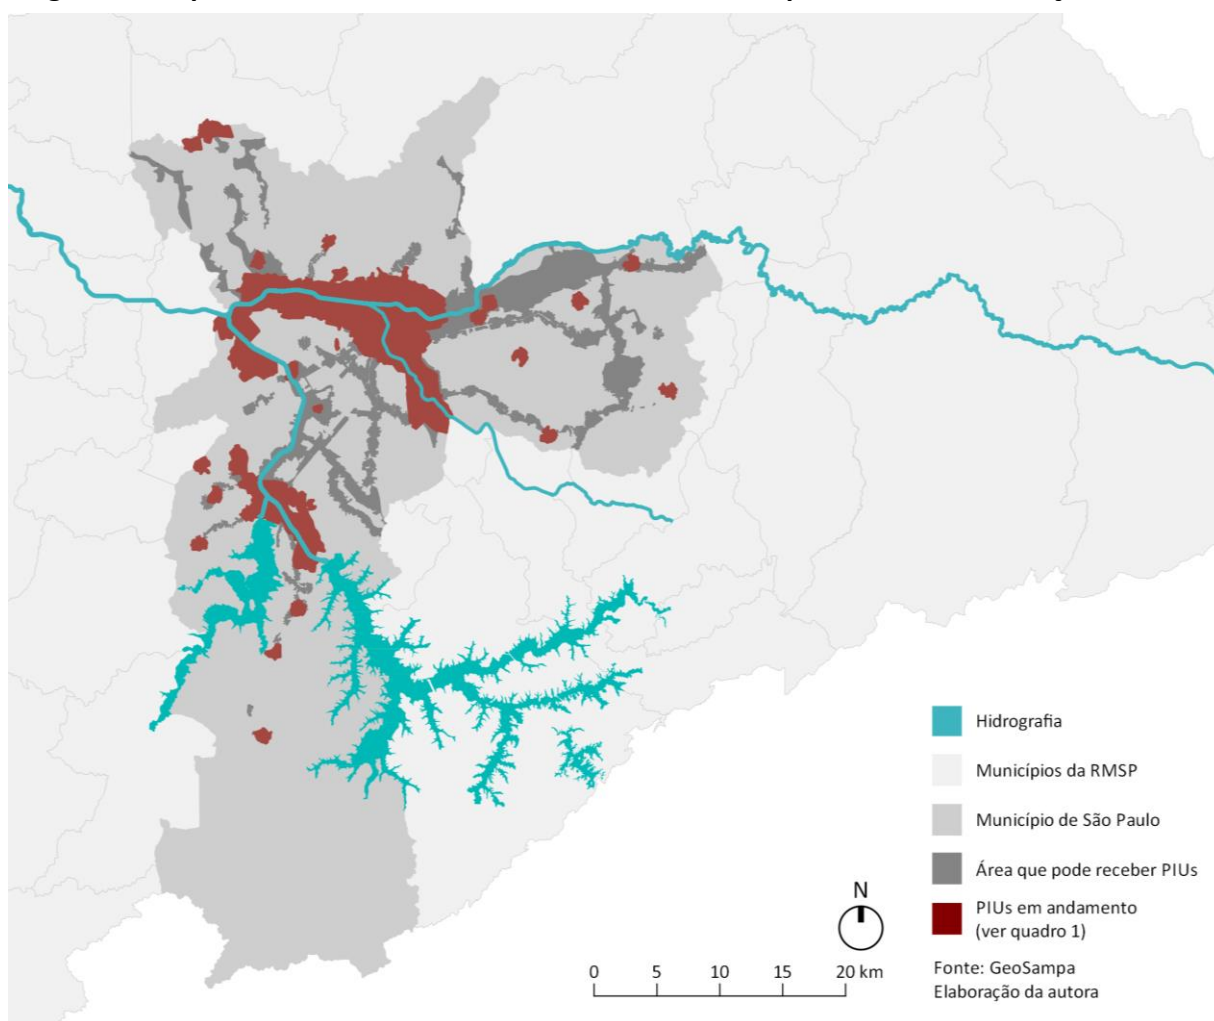 Hidrografia
Municípios da RMSP
Município de São Paulo
Área que pode receber PIUs
PIUs em andamento
(ver quadro 1)
N
0 5 10 15 20 km
Fonte: GeoSampa
Elaboração da autora